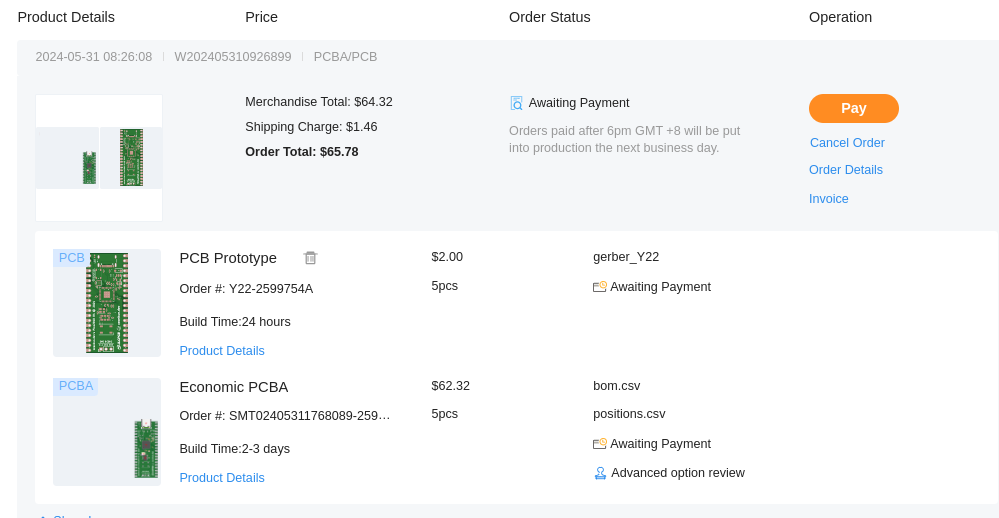 Product Details Price Order Status Operation
2024-05-31 08:26:08 W202405310926899 PCBA/PCB
Merchandise Total: $64.32
Shipping Charge: $1.46
Order Total: $65.78
Awaiting Payment
Orders paid after 6pm GMT +8 will be put
into production the next business day.
Pay
Cancel Order
Order Details
Invoice
PCB
PCB Prototype
Order #: Y22-2599754A
Build Time:24 hours
Product Details
$2.00
5pcs
gerber_Y22
Awaiting Payment
PCBA
Economic PCBA
Order #: SMT02405311768089-259…
Build Time:2-3 days
Product Details
$62.32
5pcs
bom.csv
positions.csv
Awaiting Payment
Advanced option review